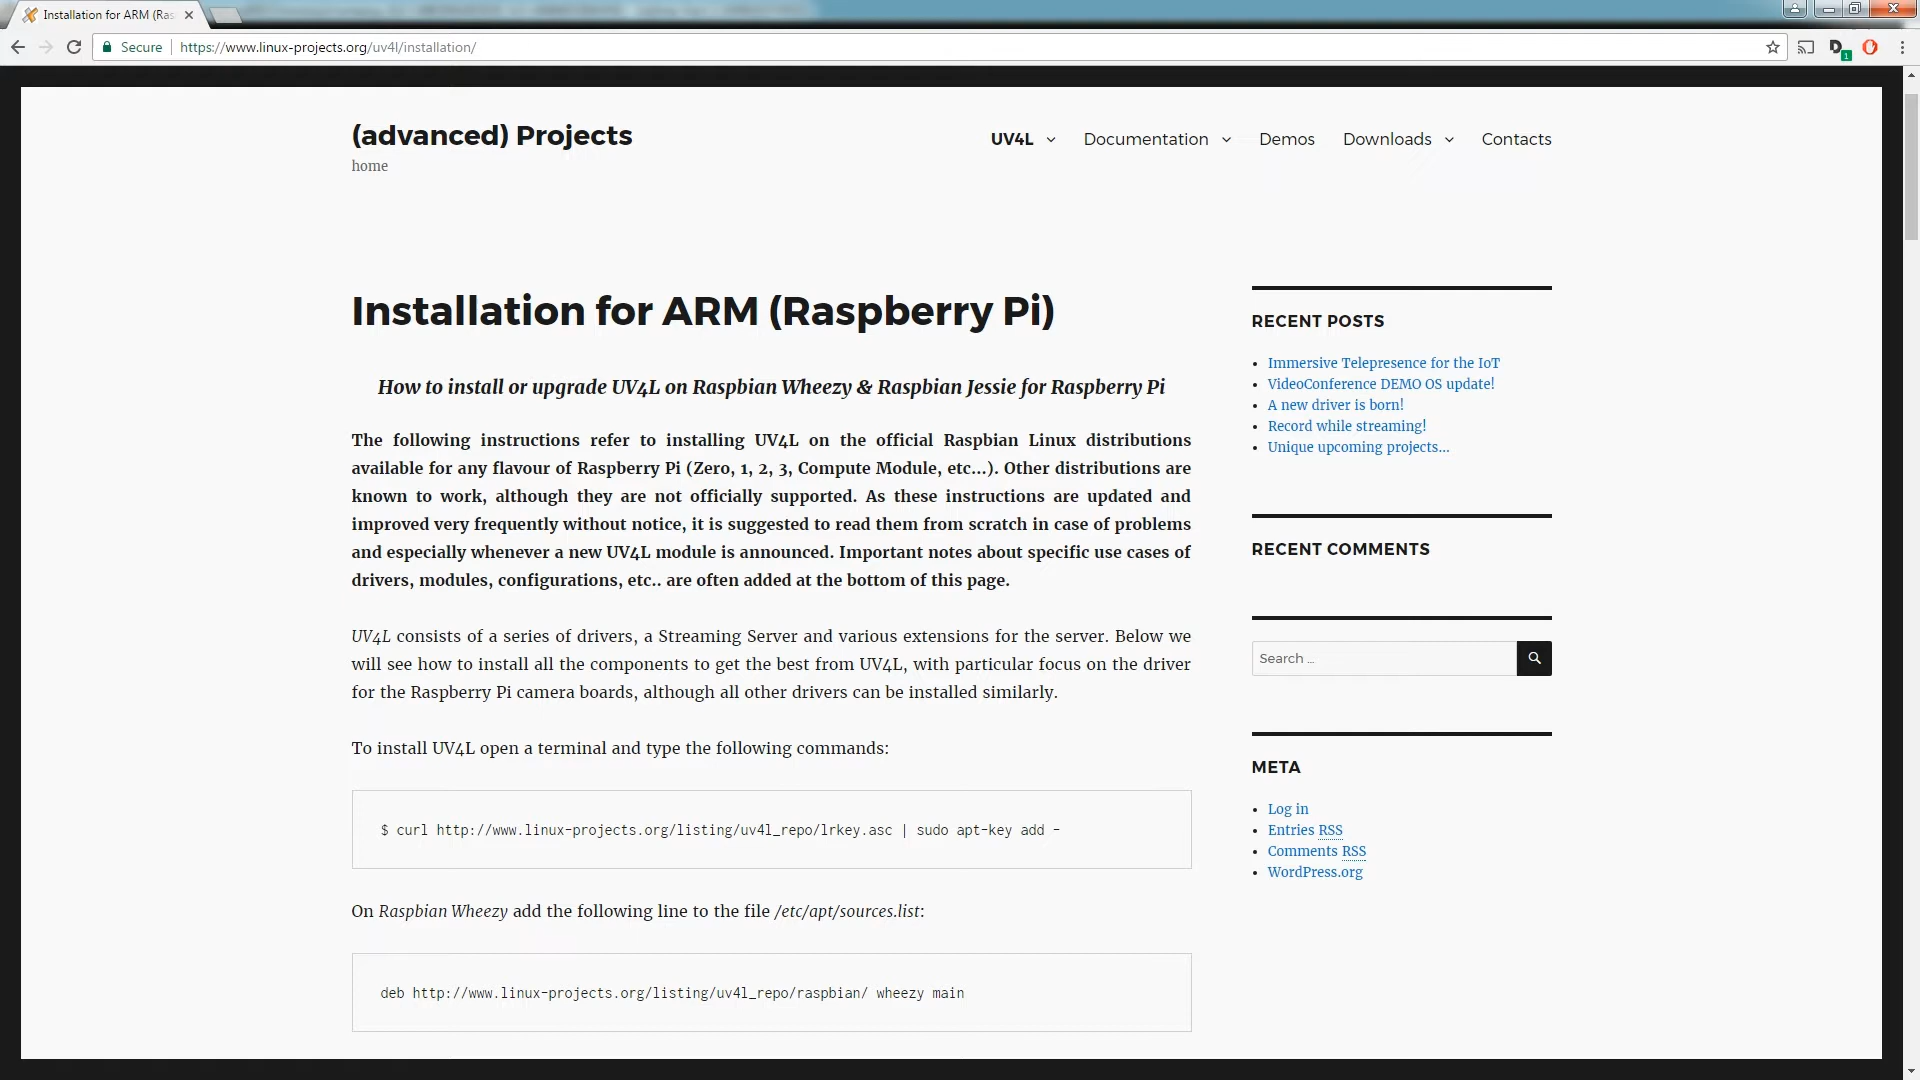 Installation for ARM (Ras
Secure
https://www.linux-projects.org/uv4l/installation/
1
(advanced) Projects
home
UV4L
Documentation
Demos
Downloads
Contacts
Installation for ARM (Raspberry Pi)
How to install or upgrade UV4L on Raspbian Wheezy & Raspbian Jessie for Raspberry Pi
The following instructions refer to installing UV4L on the official Raspbian Linux distributions
available for any flavour of Raspberry Pi (Zero, 1, 2, 3, Compute Module, etc...). Other distributions are
known to work, although they are not officially supported. As these instructions are updated and
improved very frequently without notice, it is suggested to read them from scratch in case of problems
and especially whenever a new UV4L module is announced. Important notes about specific use cases of
drivers, modules, configurations, etc.. are often added at the bottom of this page.
UV4L consists of a series of drivers, a Streaming Server and various extensions for the server. Below we
will see how to install all the components to get the best from UV4L, with particular focus on the driver
for the Raspberry Pi camera boards, although all other drivers can be installed similarly.
To install UV4L open a terminal and type the following commands:
$ curl http://www.linux-projects.org/listing/uv4l_repo/lrkey.asc | sudo apt-key add -
On Raspbian Wheezy add the following line to the file /etc/apt/sources.list:
deb http://www.linux-projects.org/listing/uv4l_repo/raspbian/ wheezy main
RECENT POSTS
Immersive Telepresence for the IoT
VideoConference DEMO OS update!
A new driver is born!
Record while streaming!
Unique upcoming projects...
RECENT COMMENTS
Search ...
META
Log in
Entries RSS
Comments RSS
WordPress.org